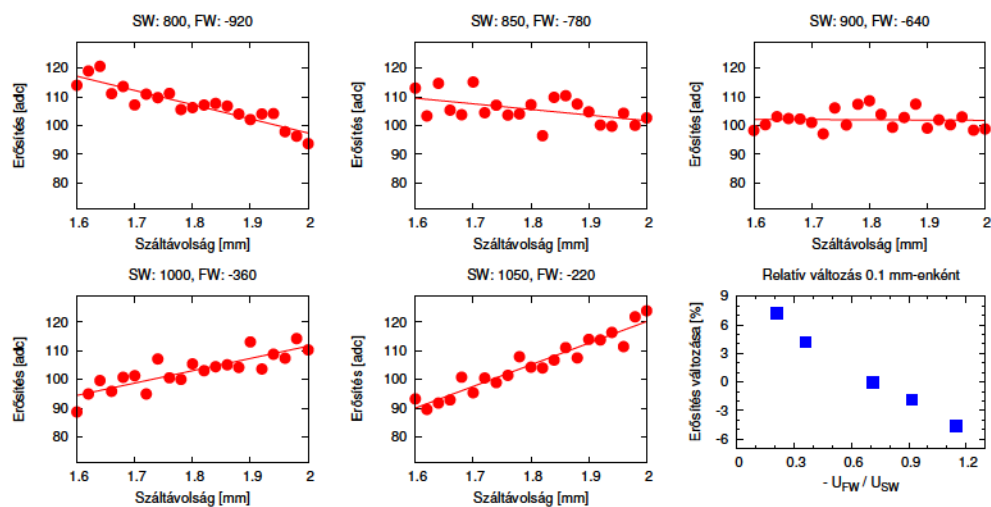 SW: 800, FW: -920
SW: 850, FW: -780
SW: 900, FW: -640
Erősítés [adc]
120
110
100
90
80
1.6 1.7 1.8 1.9 2
Száltávolság [mm]
Erősítés [adc]
120
110
100
90
80
1.6 1.7 1.8 1.9 2
Száltávolság [mm]
Erősítés [adc]
120
110
100
90
80
1.6 1.7 1.8 1.9 2
Száltávolság [mm]
SW: 1000, FW: -360
SW: 1050, FW: -220
Relatív változás 0.1 mm-enként
Erősítés [adc]
120
110
100
90
80
1.6 1.7 1.8 1.9 2
Száltávolság [mm]
Erősítés [adc]
120
110
100
90
80
1.6 1.7 1.8 1.9 2
Száltávolság [mm]
Erősítés változása [%]
9
6
3
0
-3
-6
0 0.3 0.6 0.9 1.2
- U_FW / U_SW